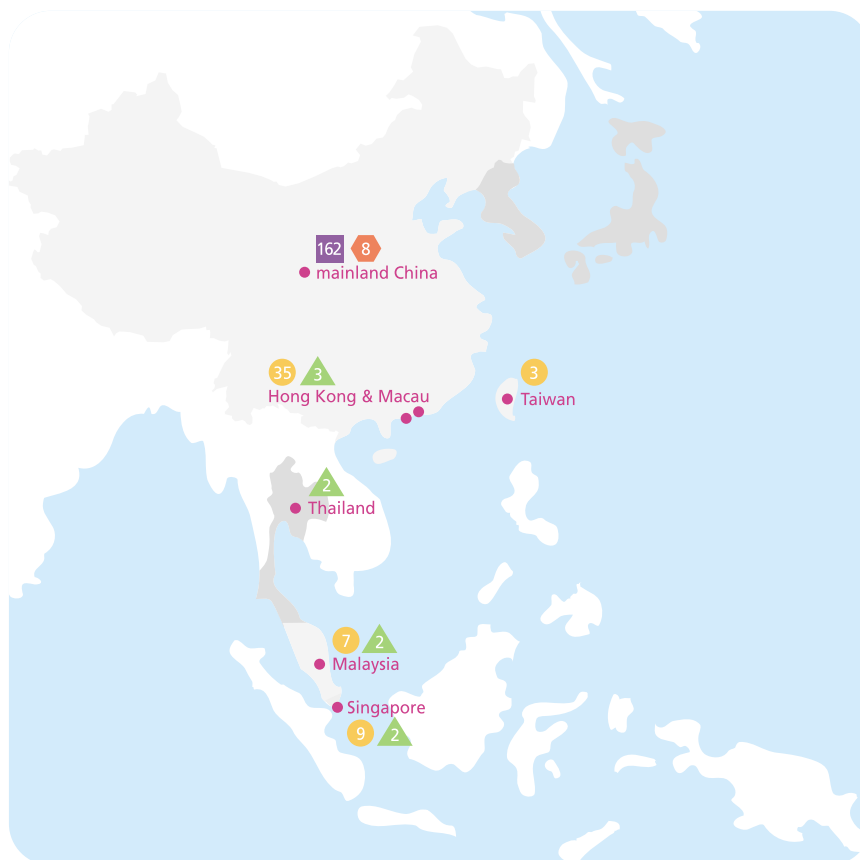 162 8
mainland China
35 3
Hong Kong & Macau
3
Taiwan
2
Thailand
7 2
Malaysia
Singapore
9 2